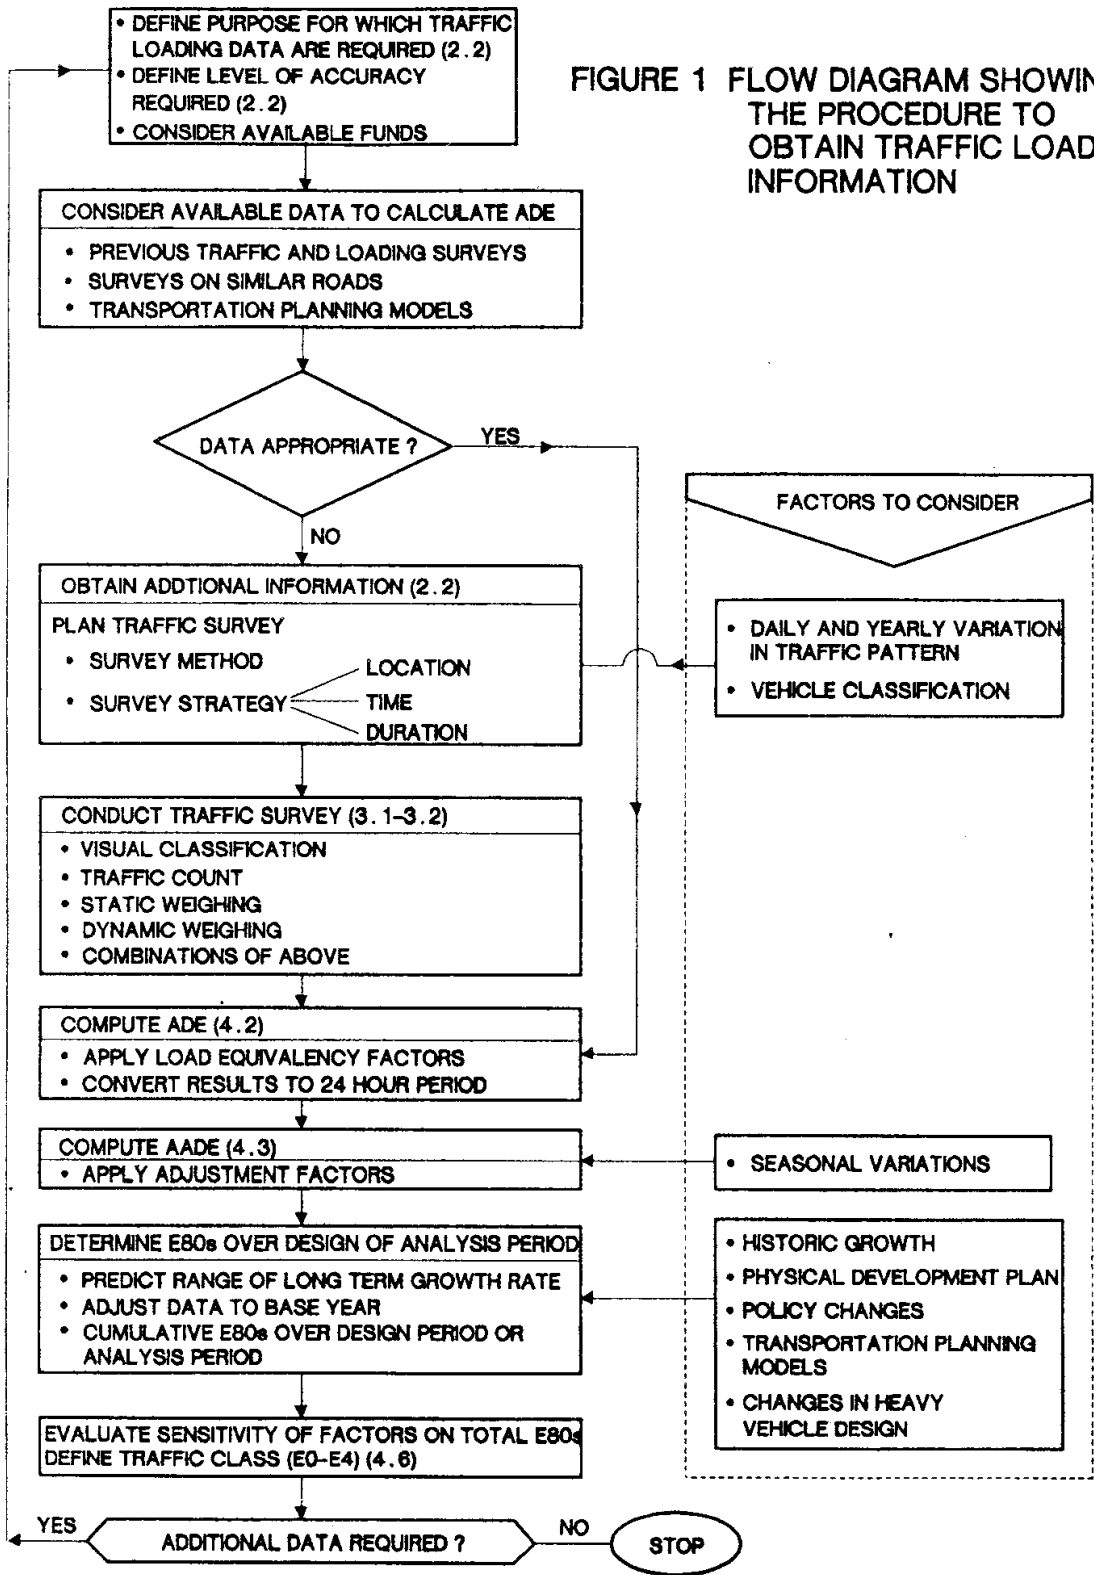 • DEFINE PURPOSE FOR WHICH TRAFFIC
LOADING DATA ARE REQUIRED (2.2)
• DEFINE LEVEL OF ACCURACY
REQUIRED (2.2)
• CONSIDER AVAILABLE FUNDS
FIGURE 1 FLOW DIAGRAM SHOWIN
THE PROCEDURE TO
OBTAIN TRAFFIC LOAD
INFORMATION
CONSIDER AVAILABLE DATA TO CALCULATE ADE
• PREVIOUS TRAFFIC AND LOADING SURVEYS
• SURVEYS ON SIMILAR ROADS
• TRANSPORTATION PLANNING MODELS
DATA APPROPRIATE ?
YES
NO
FACTORS TO CONSIDER
OBTAIN ADDTIONAL INFORMATION (2.2)
PLAN TRAFFIC SURVEY
• SURVEY METHOD
• SURVEY STRATEGY
LOCATION
TIME
DURATION
• DAILY AND YEARLY VARIATION
IN TRAFFIC PATTERN
• VEHICLE CLASSIFICATION
CONDUCT TRAFFIC SURVEY (3.1–3.2)
• VISUAL CLASSIFICATION
• TRAFFIC COUNT
• STATIC WEIGHING
• DYNAMIC WEIGHING
• COMBINATIONS OF ABOVE
COMPUTE ADE (4.2)
• APPLY LOAD EQUIVALENCY FACTORS
• CONVERT RESULTS TO 24 HOUR PERIOD
COMPUTE AADE (4.3)
• APPLY ADJUSTMENT FACTORS
• SEASONAL VARIATIONS
DETERMINE E80s OVER DESIGN OF ANALYSIS PERIOD
• PREDICT RANGE OF LONG TERM GROWTH RATE
• ADJUST DATA TO BASE YEAR
• CUMULATIVE E80s OVER DESIGN PERIOD OR
ANALYSIS PERIOD
• HISTORIC GROWTH
• PHYSICAL DEVELOPMENT PLAN
• POLICY CHANGES
• TRANSPORTATION PLANNING
MODELS
• CHANGES IN HEAVY
VEHICLE DESIGN
EVALUATE SENSITIVITY OF FACTORS ON TOTAL E80s
DEFINE TRAFFIC CLASS (E0–E4) (4.6)
YES
ADDITIONAL DATA REQUIRED ?
NO
STOP